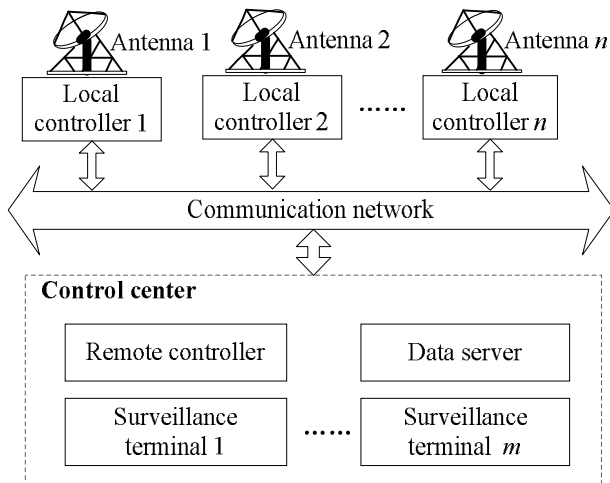 Antenna 1 Antenna 2 Antenna n
Local Local Local
controller 1 controller 2 ...... controller n
Communication network
Control center
Remote controller Data server
Surveillance Surveillance
terminal 1 ...... terminal m